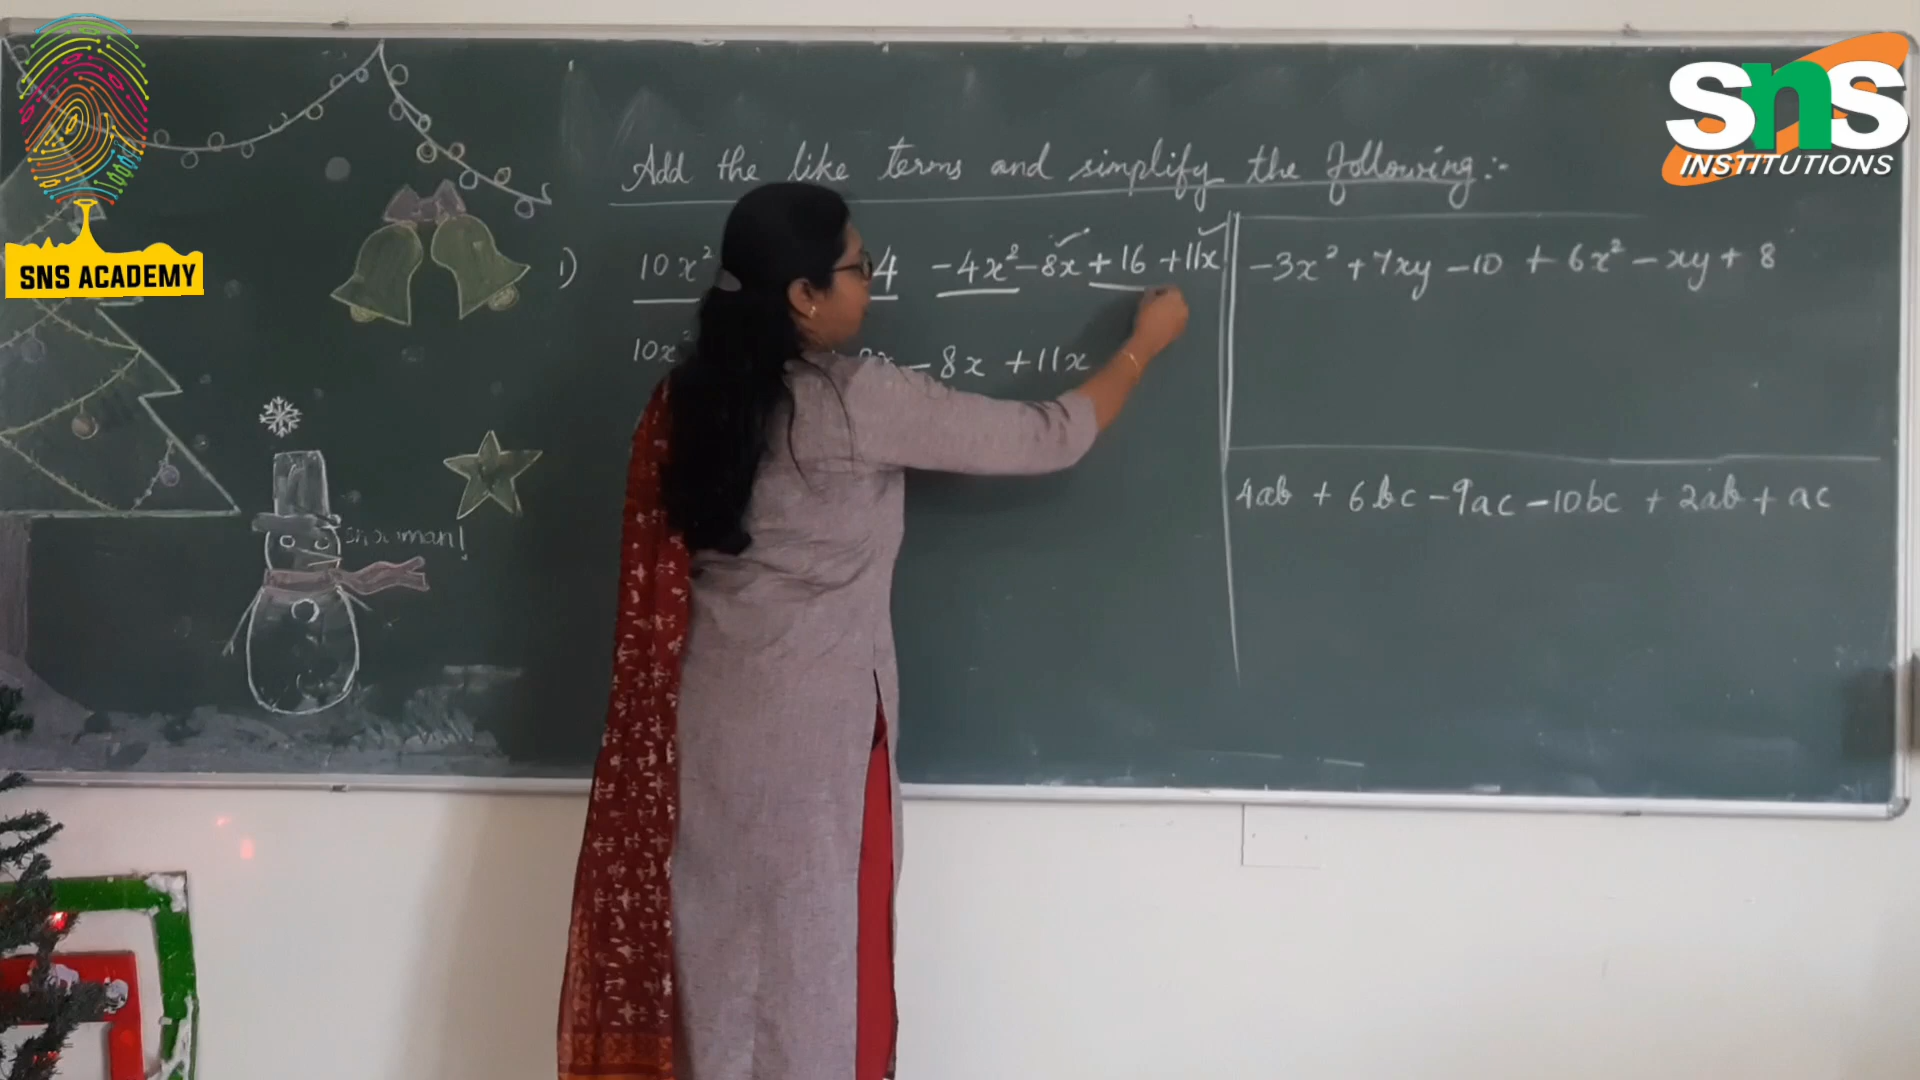 SNS ACADEMY
SNS
INSTITUTIONS
Add the like terms and simplify the following:-
1) 10x² 4 -4x² -8x +16 +11x
10x² - 8x +11x
-3x² + 7xy -10 + 6x² - xy + 8
4ab + 6bc -9ac -10bc + 2ab + ac
snowman!